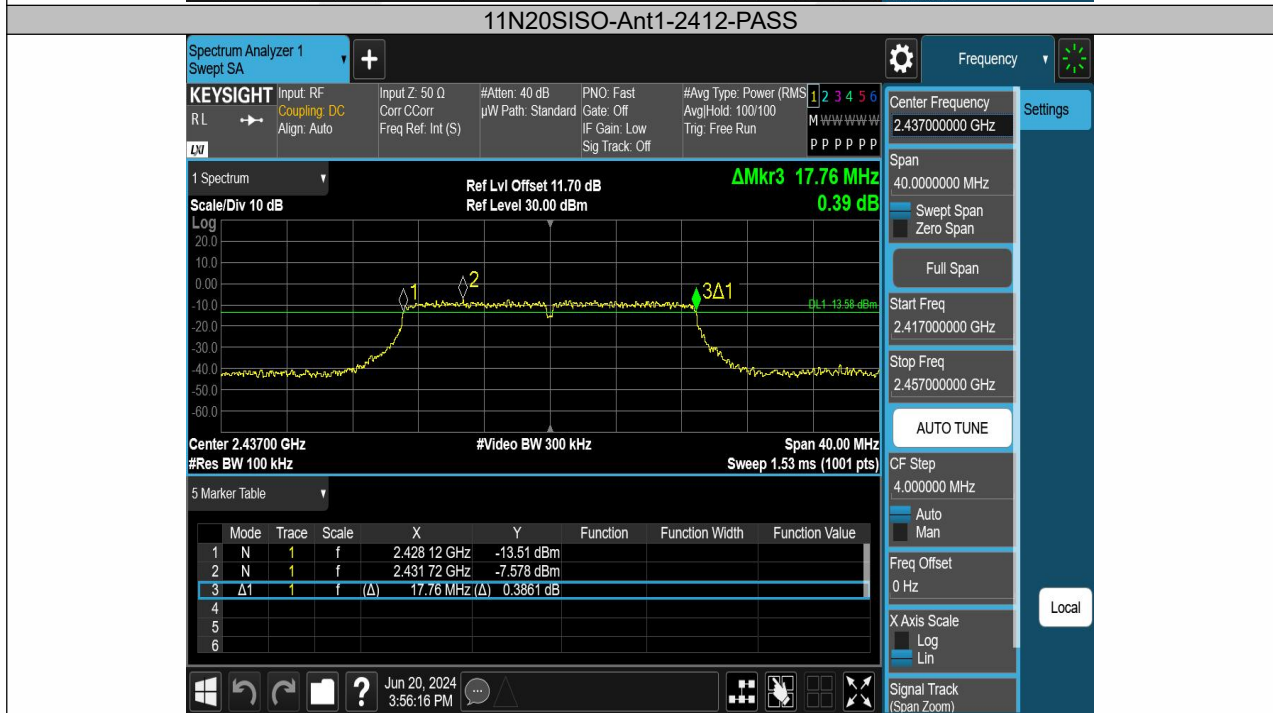 11N20SISO-Ant1-2412-PASS
Spectrum Analyzer 1
Swept SA
+
Frequency
KEYSIGHT
RL
LXI
Input: RF
Coupling: DC
Align: Auto
Input Z: 50 Ω
Corr CCorr
Freq Ref: Int (S)
#Atten: 40 dB
µW Path: Standard
PNO: Fast
Gate: Off
IF Gain: Low
Sig Track: Off
#Avg Type: Power (RMS
Avg|Hold: 100/100
Trig: Free Run
1 2 3 4 5 6
M W W W W W
P P P P P P
Center Frequency
2.437000000 GHz
Settings
Span
40.0000000 MHz
Swept Span
Zero Span
Full Span
Start Freq
2.417000000 GHz
Stop Freq
2.457000000 GHz
AUTO TUNE
CF Step
4.000000 MHz
Auto
Man
Freq Offset
0 Hz
X Axis Scale
Log
Lin
Signal Track
(Span Zoom)
Local
1 Spectrum
Scale/Div 10 dB
Ref Lvl Offset 11.70 dB
Ref Level 30.00 dBm
ΔMkr3 17.76 MHz
0.39 dB
Log
20.0
10.0
0.00
-10.0
-20.0
-30.0
-40.0
-50.0
-60.0
1
2
3Δ1
DL1 -13.58 dBm
Center 2.43700 GHz
#Video BW 300 kHz
Span 40.00 MHz
#Res BW 100 kHz
Sweep 1.53 ms (1001 pts)
5 Marker Table
Mode Trace Scale X Y Function Function Width Function Value
1 N 1 f 2.428 12 GHz -13.51 dBm
2 N 1 f 2.431 72 GHz -7.578 dBm
3 Δ1 1 f (Δ) 17.76 MHz (Δ) 0.3861 dB
4
5
6
?
Jun 20, 2024
3:56:16 PM